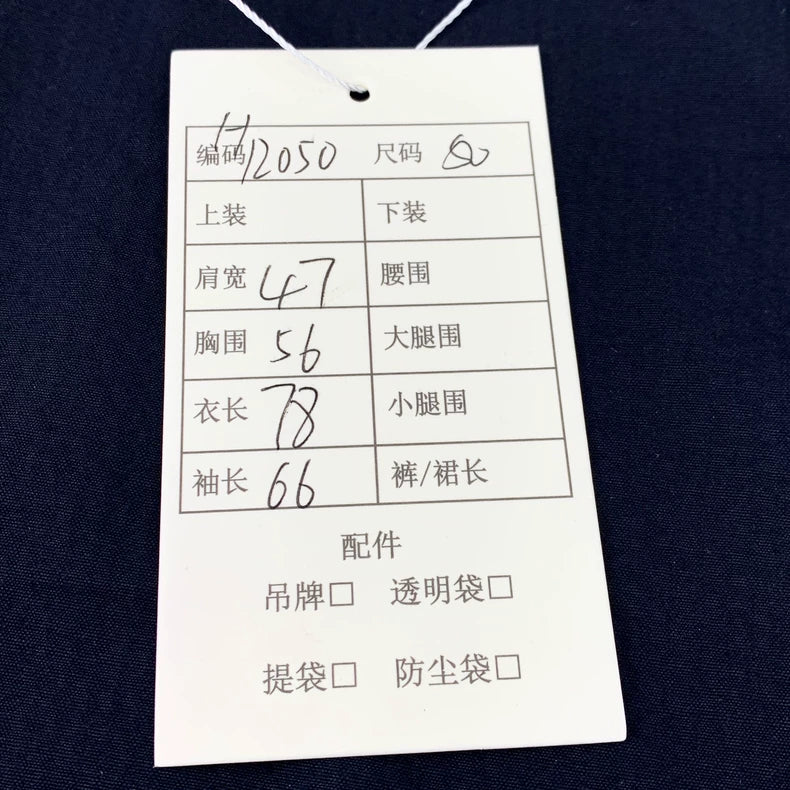 编码 H12050 尺码
上装 下装
肩宽 47 腰围
胸围 56 大腿围
衣长 78 小腿围
袖长 66 裤/裙长
配件
吊牌□ 透明袋□
提袋□ 防尘袋□